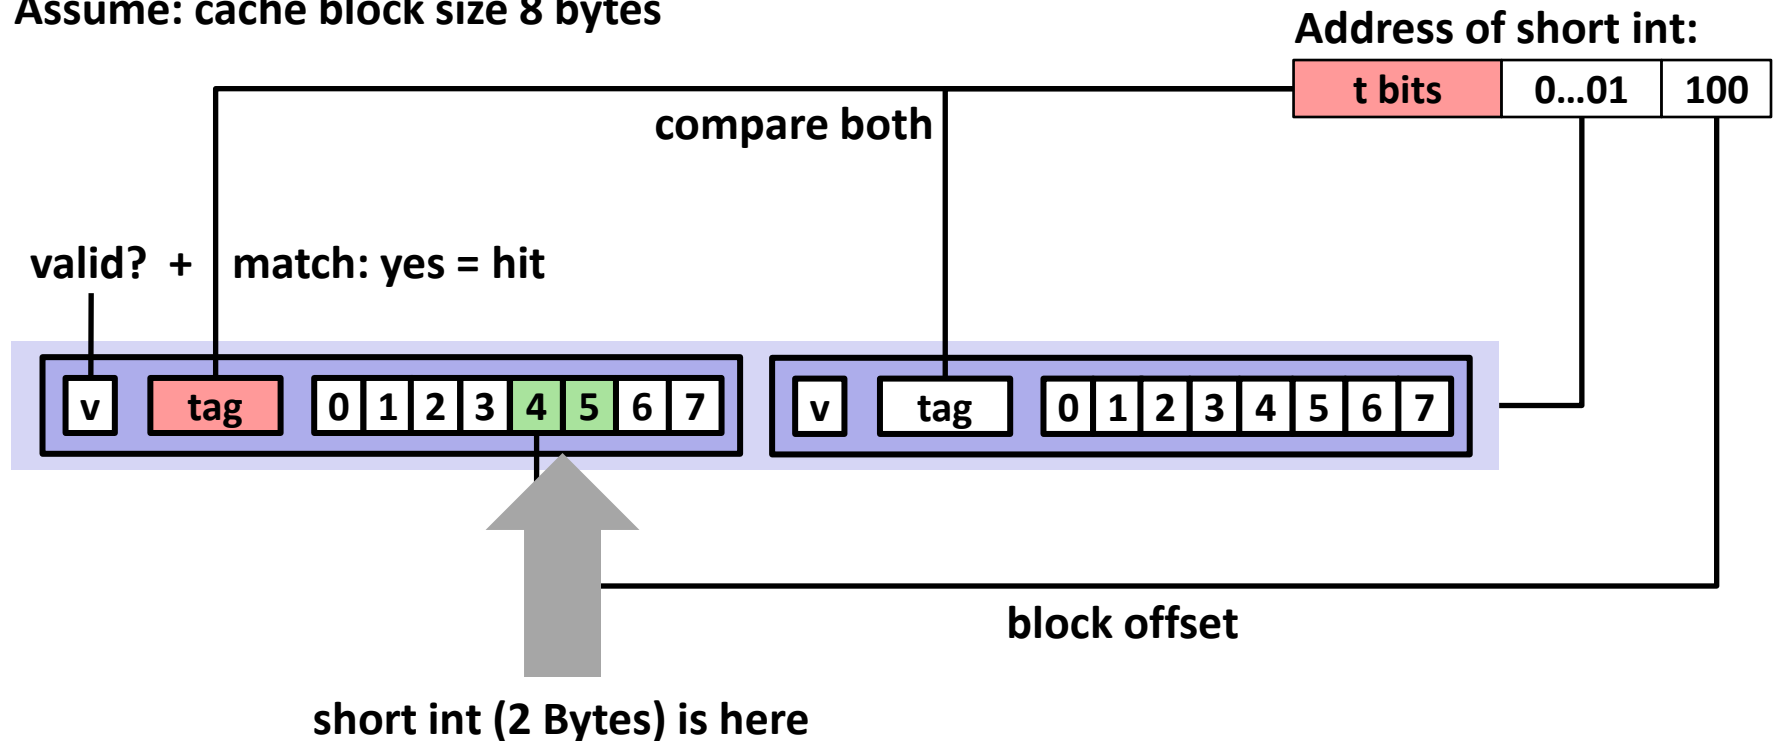 Assume: cache block size 8 bytes
Address of short int:
t bits 0...01 100
compare both
valid? + match: yes = hit
v tag 0 1 2 3 4 5 6 7 v tag 0 1 2 3 4 5 6 7
block offset
short int (2 Bytes) is here